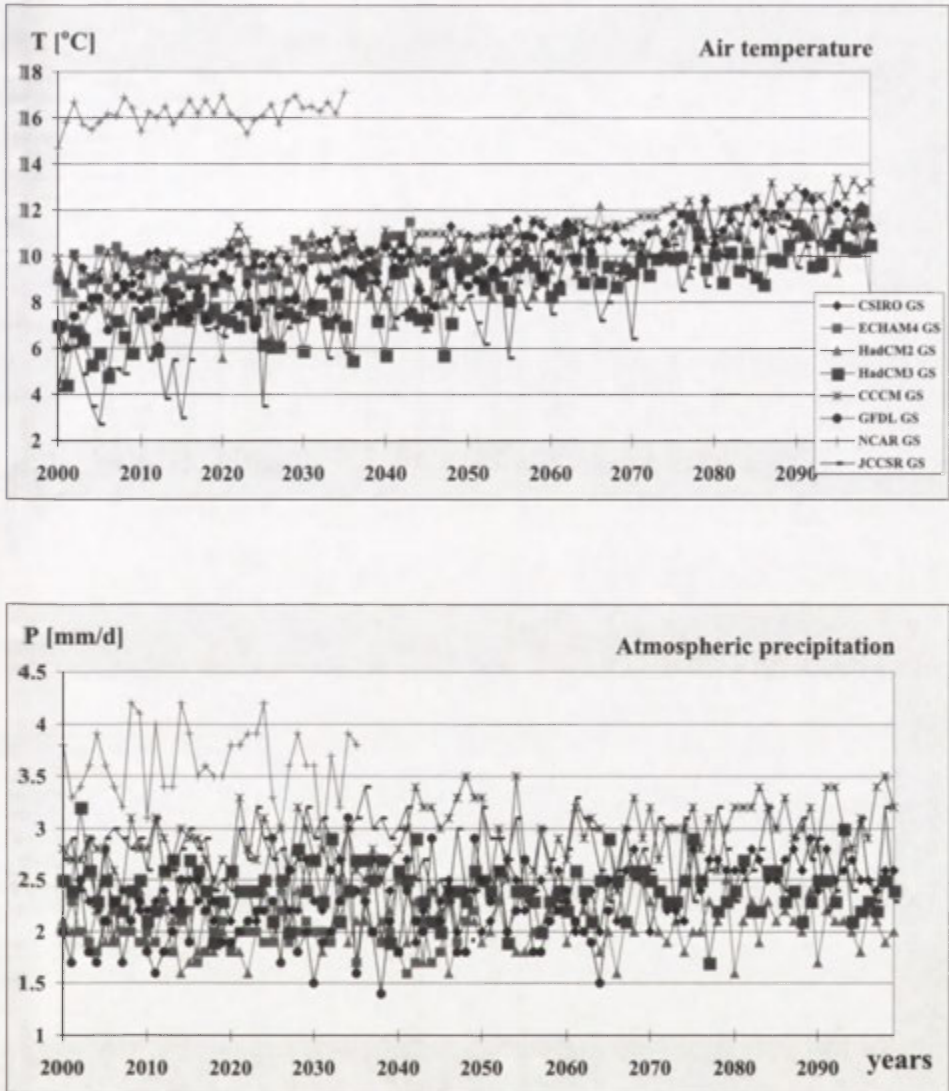 T [°C]
Air temperature
18
16
14
12
10
8
6
4
2
2000 2010 2020 2030 2040 2050 2060 2070 2080 2090
CSIRO GS
ECHAM4 GS
HadCM2 GS
HadCM3 GS
CCCM GS
GFDL GS
NCAR GS
JCCSR GS
P [mm/d]
Atmospheric precipitation
4.5
4
3.5
3
2.5
2
1.5
1
2000 2010 2020 2030 2040 2050 2060 2070 2080 2090 years